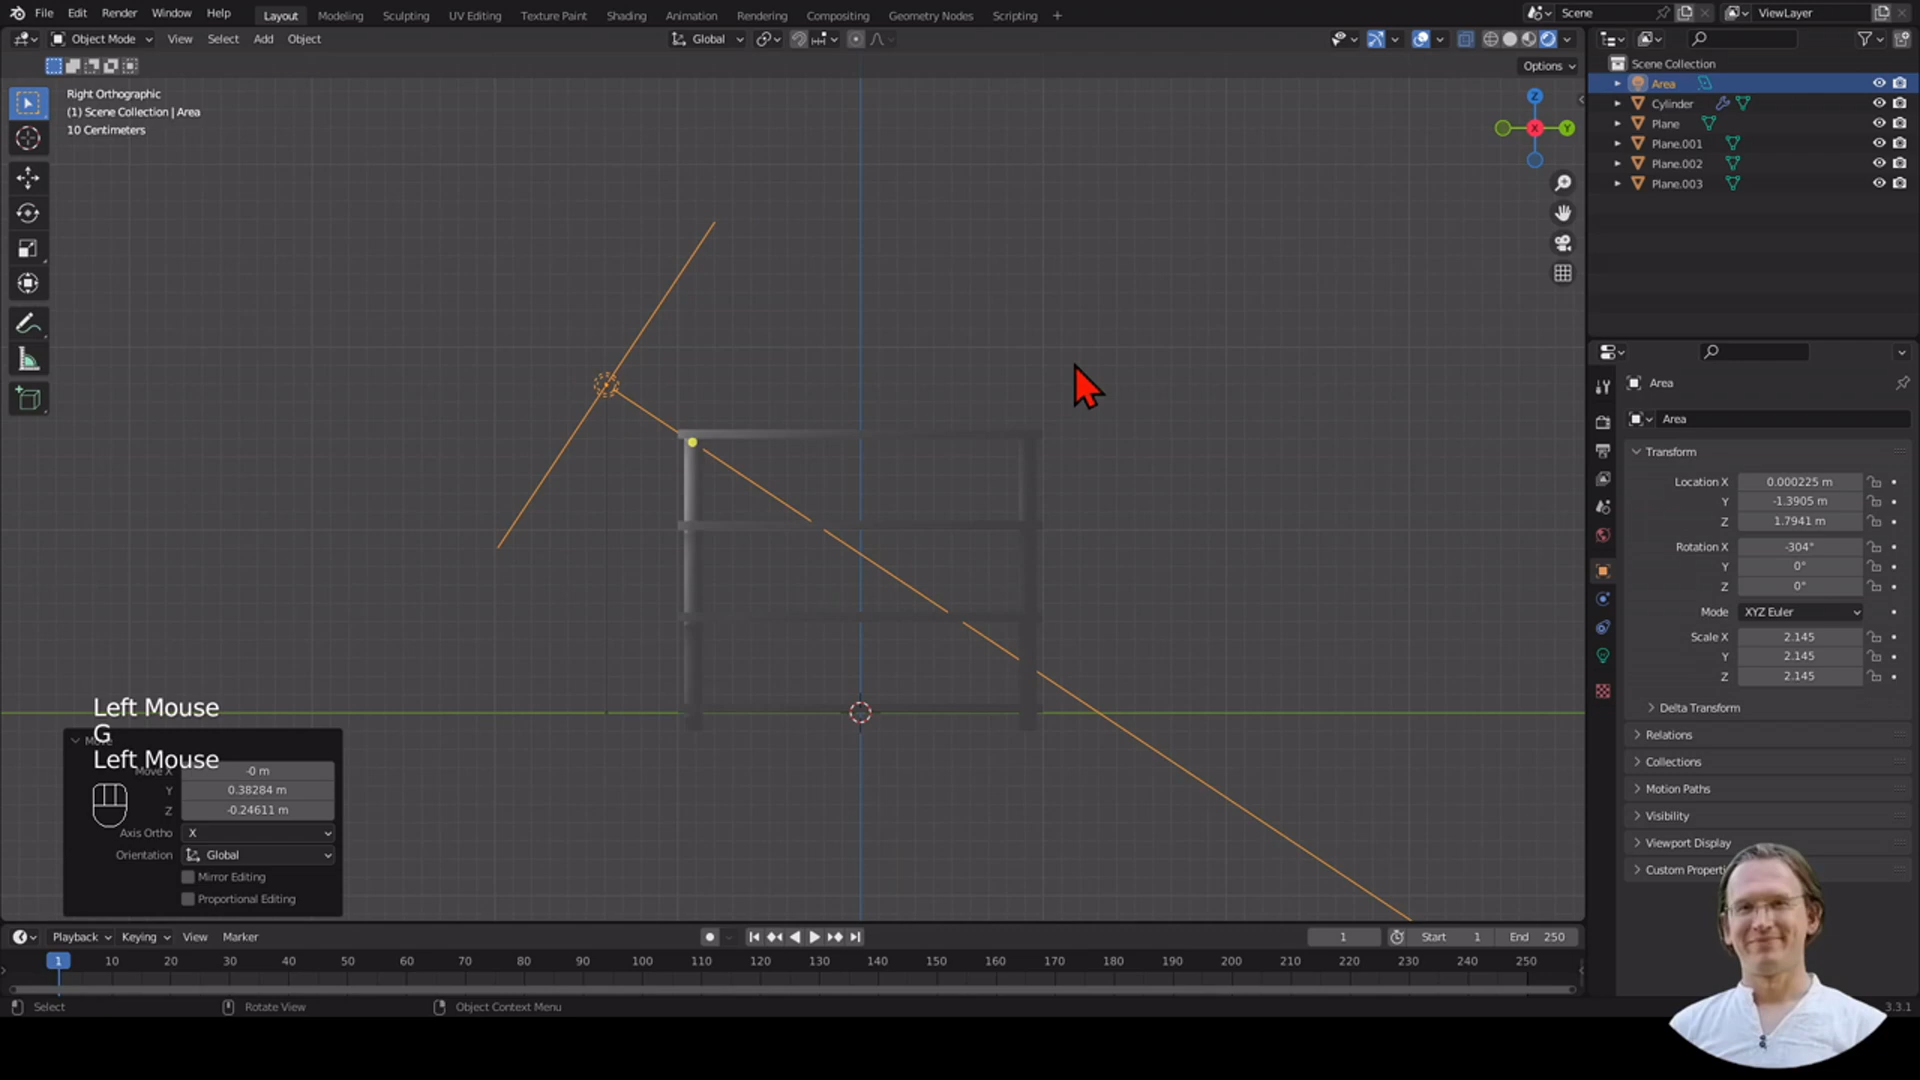 File Edit Render Window Help
Layout Modeling Sculpting UV Editing Texture Paint Shading Animation Rendering Compositing Geometry Nodes Scripting +
Scene ViewLayer
Object Mode View Select Add Object Global
Options
Right Orthographic
(1) Scene Collection | Area
10 Centimeters
Z
X
Y
Scene Collection
Area
Cylinder
Plane
Plane.001
Plane.002
Plane.003
Area
Area
Transform
Location X 0.000225 m
Y -1.3905 m
Z 1.7941 m
Rotation X -304°
Y 0°
Z 0°
Mode XYZ Euler
Scale X 2.145
Y 2.145
Z 2.145
Delta Transform
Relations
Collections
Motion Paths
Visibility
Viewport Display
Left Mouse
G
Left Mouse
Move X -0 m
Y 0.38284 m
Z -0.24611 m
Axis Ortho X
Orientation Global
Mirror Editing
Proportional Editing
Playback Keying View Marker
1 Start 1 End 250
1 10 20 30 40 50 60 70 80 90 100 110 120 130 140 150 160 170 180 190 200 210 220 230 240 250
Select Rotate View Object Context Menu
3.3.1